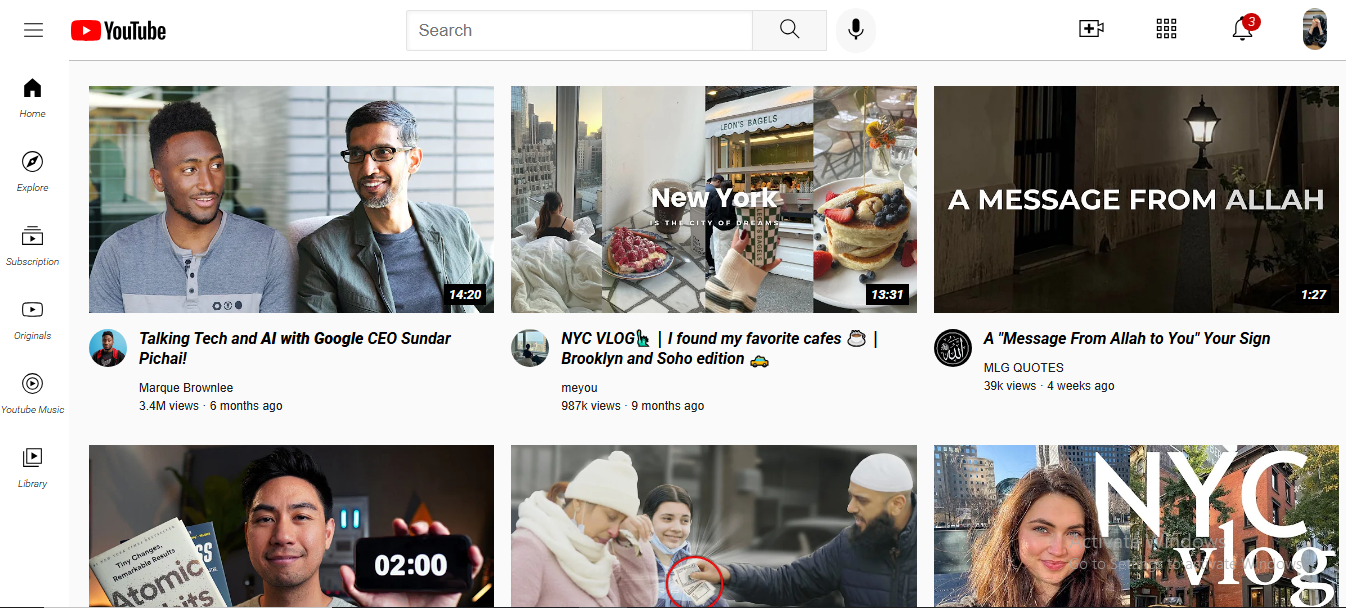 YouTube
Search
3
Home
Explore
Subscription
Originals
Youtube Music
Library
LEON'S BAGELS
New York
IS THE CITY OF DREAMS
BAGELS
A MESSAGE FROM ALLAH
14:20
13:31
1:27
Talking Tech and AI with Google CEO Sundar
Pichai!
Marque Brownlee
3.4M views · 6 months ago
NYC VLOG🗽 | I found my favorite cafes ☕ |
Brooklyn and Soho edition 🚕
meyou
987k views · 9 months ago
A "Message From Allah to You" Your Sign
MLG QUOTES
39k views · 4 weeks ago
Tiny Changes,
Remarkable Results
Atomic
02:00
NYC
vlog
Activate Windows
Go to Settings to activate Windows.